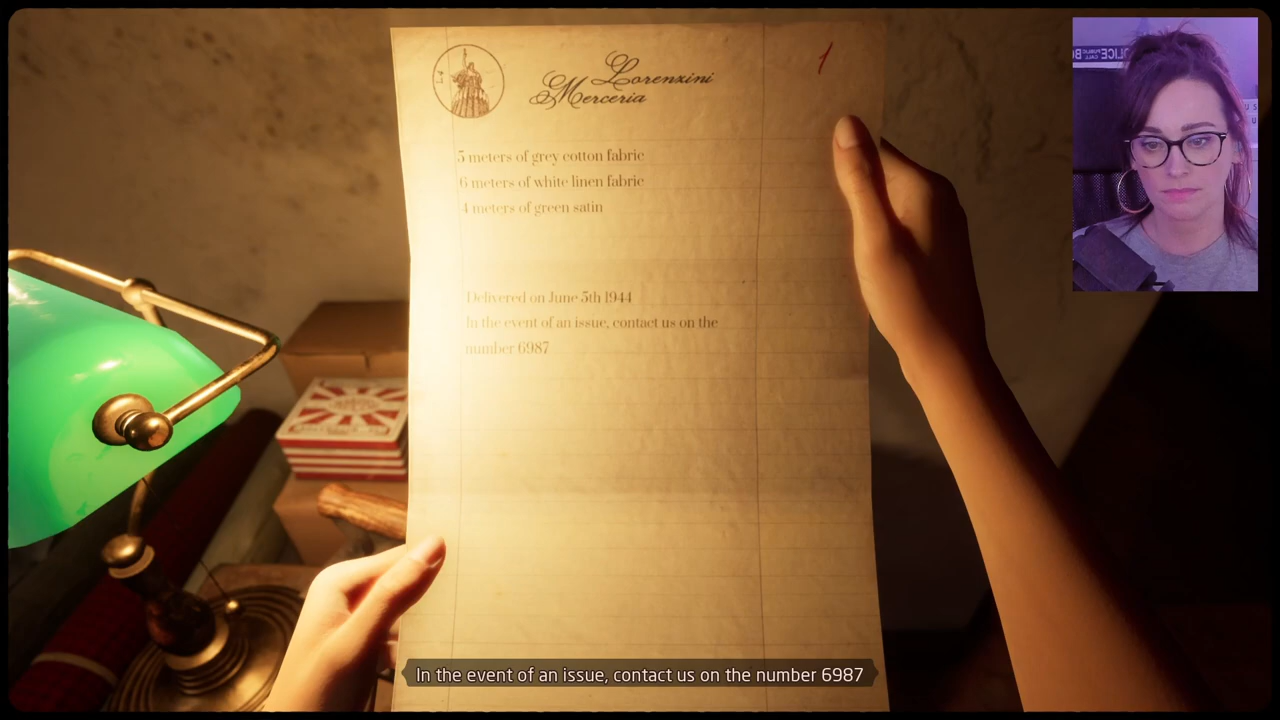 Lorenzini
Merceria
1
5 meters of grey cotton fabric
6 meters of white linen fabric
4 meters of green satin
Delivered on June 5th 1944
In the event of an issue, contact us on the
number 6987
In the event of an issue, contact us on the number 6987